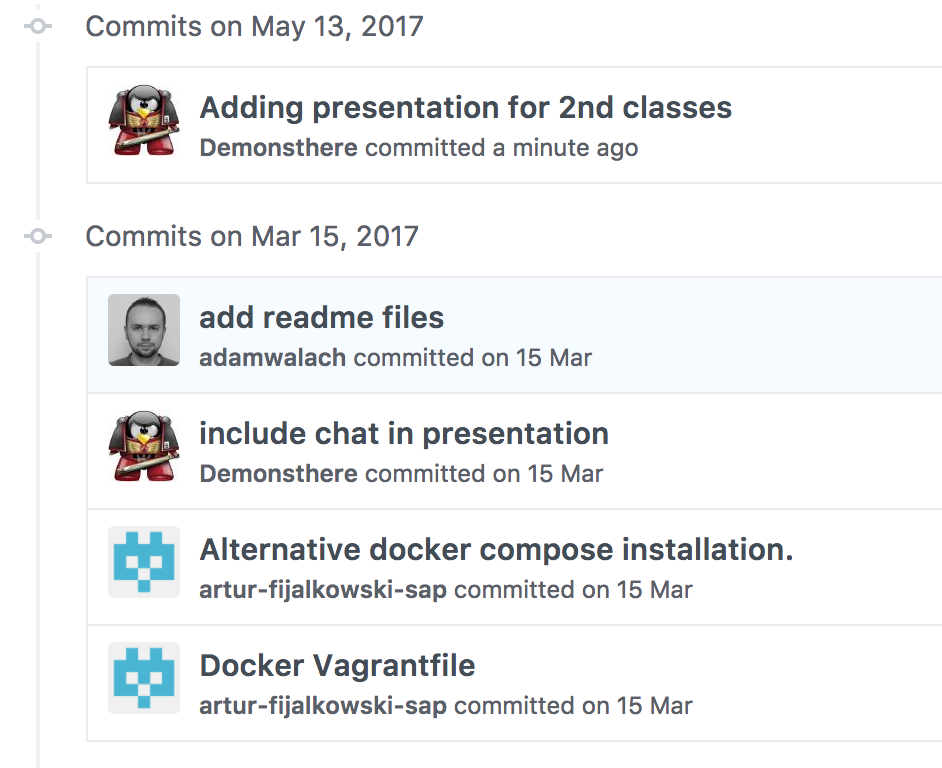 Commits on May 13, 2017
Adding presentation for 2nd classes
Demonsthere committed a minute ago
Commits on Mar 15, 2017
add readme files
adamwalach committed on 15 Mar
include chat in presentation
Demonsthere committed on 15 Mar
Alternative docker compose installation.
artur-fijalkowski-sap committed on 15 Mar
Docker Vagrantfile
artur-fijalkowski-sap committed on 15 Mar